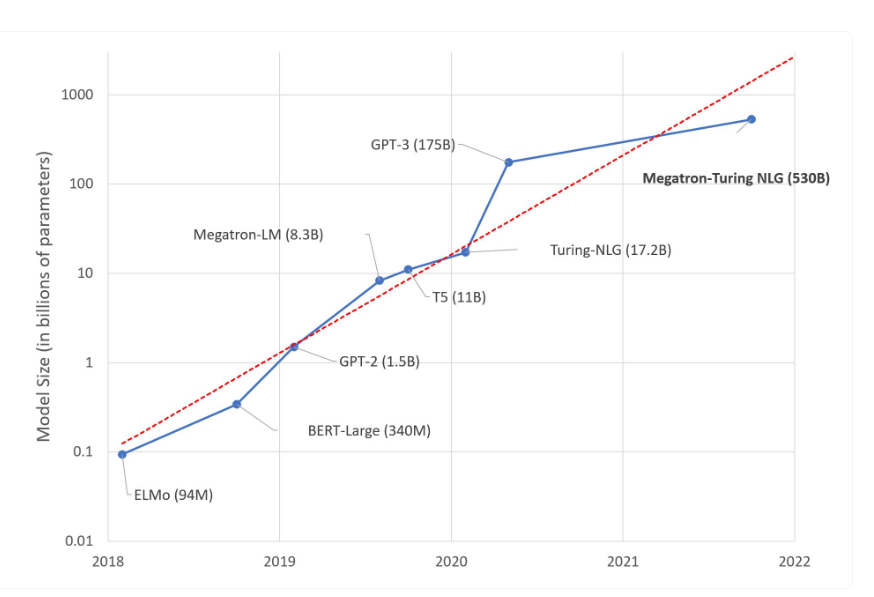 Model Size (in billions of parameters)
1000
100
10
1
0.1
0.01
2018
2019
2020
2021
2022
ELMo (94M)
BERT-Large (340M)
GPT-2 (1.5B)
Megatron-LM (8.3B)
T5 (11B)
Turing-NLG (17.2B)
GPT-3 (175B)
Megatron-Turing NLG (530B)